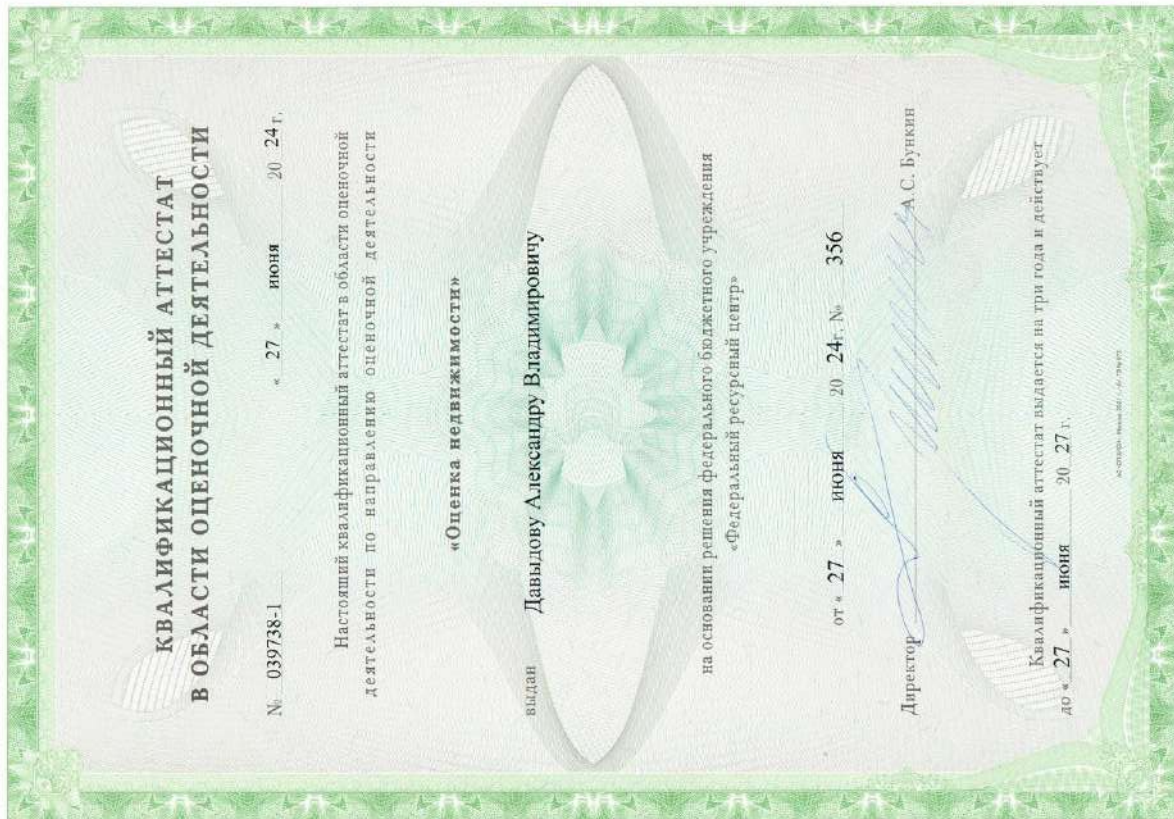 КВАЛИФИКАЦИОННЫЙ АТТЕСТАТ
В ОБЛАСТИ ОЦЕНОЧНОЙ ДЕЯТЕЛЬНОСТИ
№ 039738-1 « 27 » июня 20 24 г.
Настоящий квалификационный аттестат в области оценочной
деятельности по направлению оценочной деятельности
«Оценка недвижимости»
выдан Давыдову Александру Владимировичу
на основании решения федерального бюджетного учреждения
«Федеральный ресурсный центр»
от « 27 » июня 20 24 г. № 356
Директор А.С. Бункин
Квалификационный аттестат выдается на три года и действует
до « 27 » июня 20 27 г.